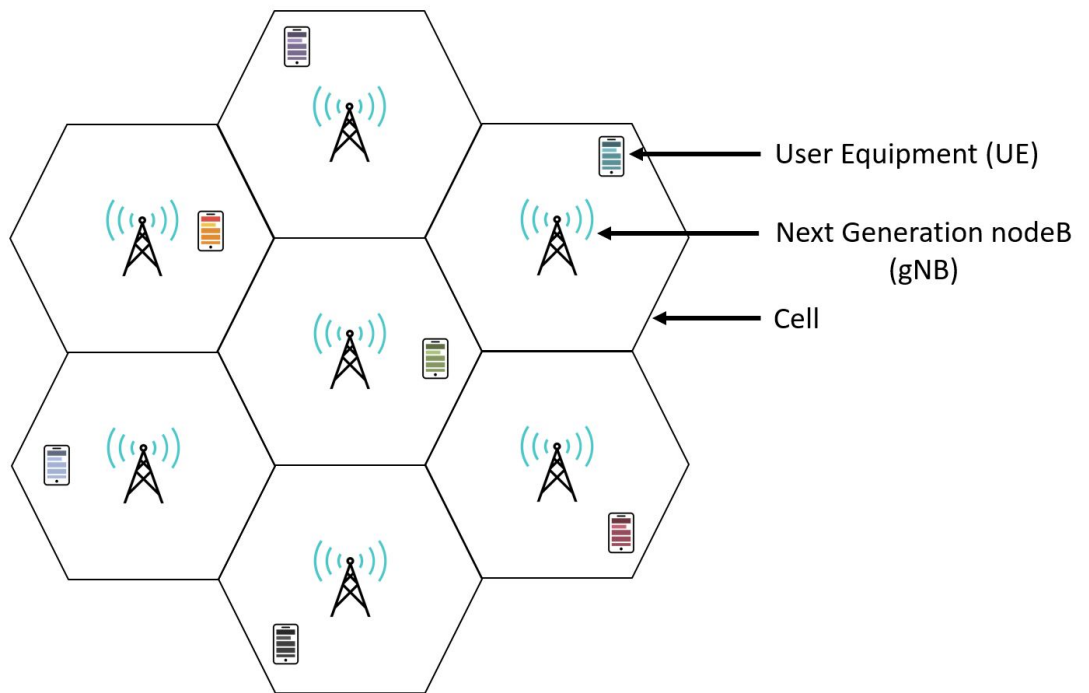 User Equipment (UE)
Next Generation nodeB
(gNB)
Cell